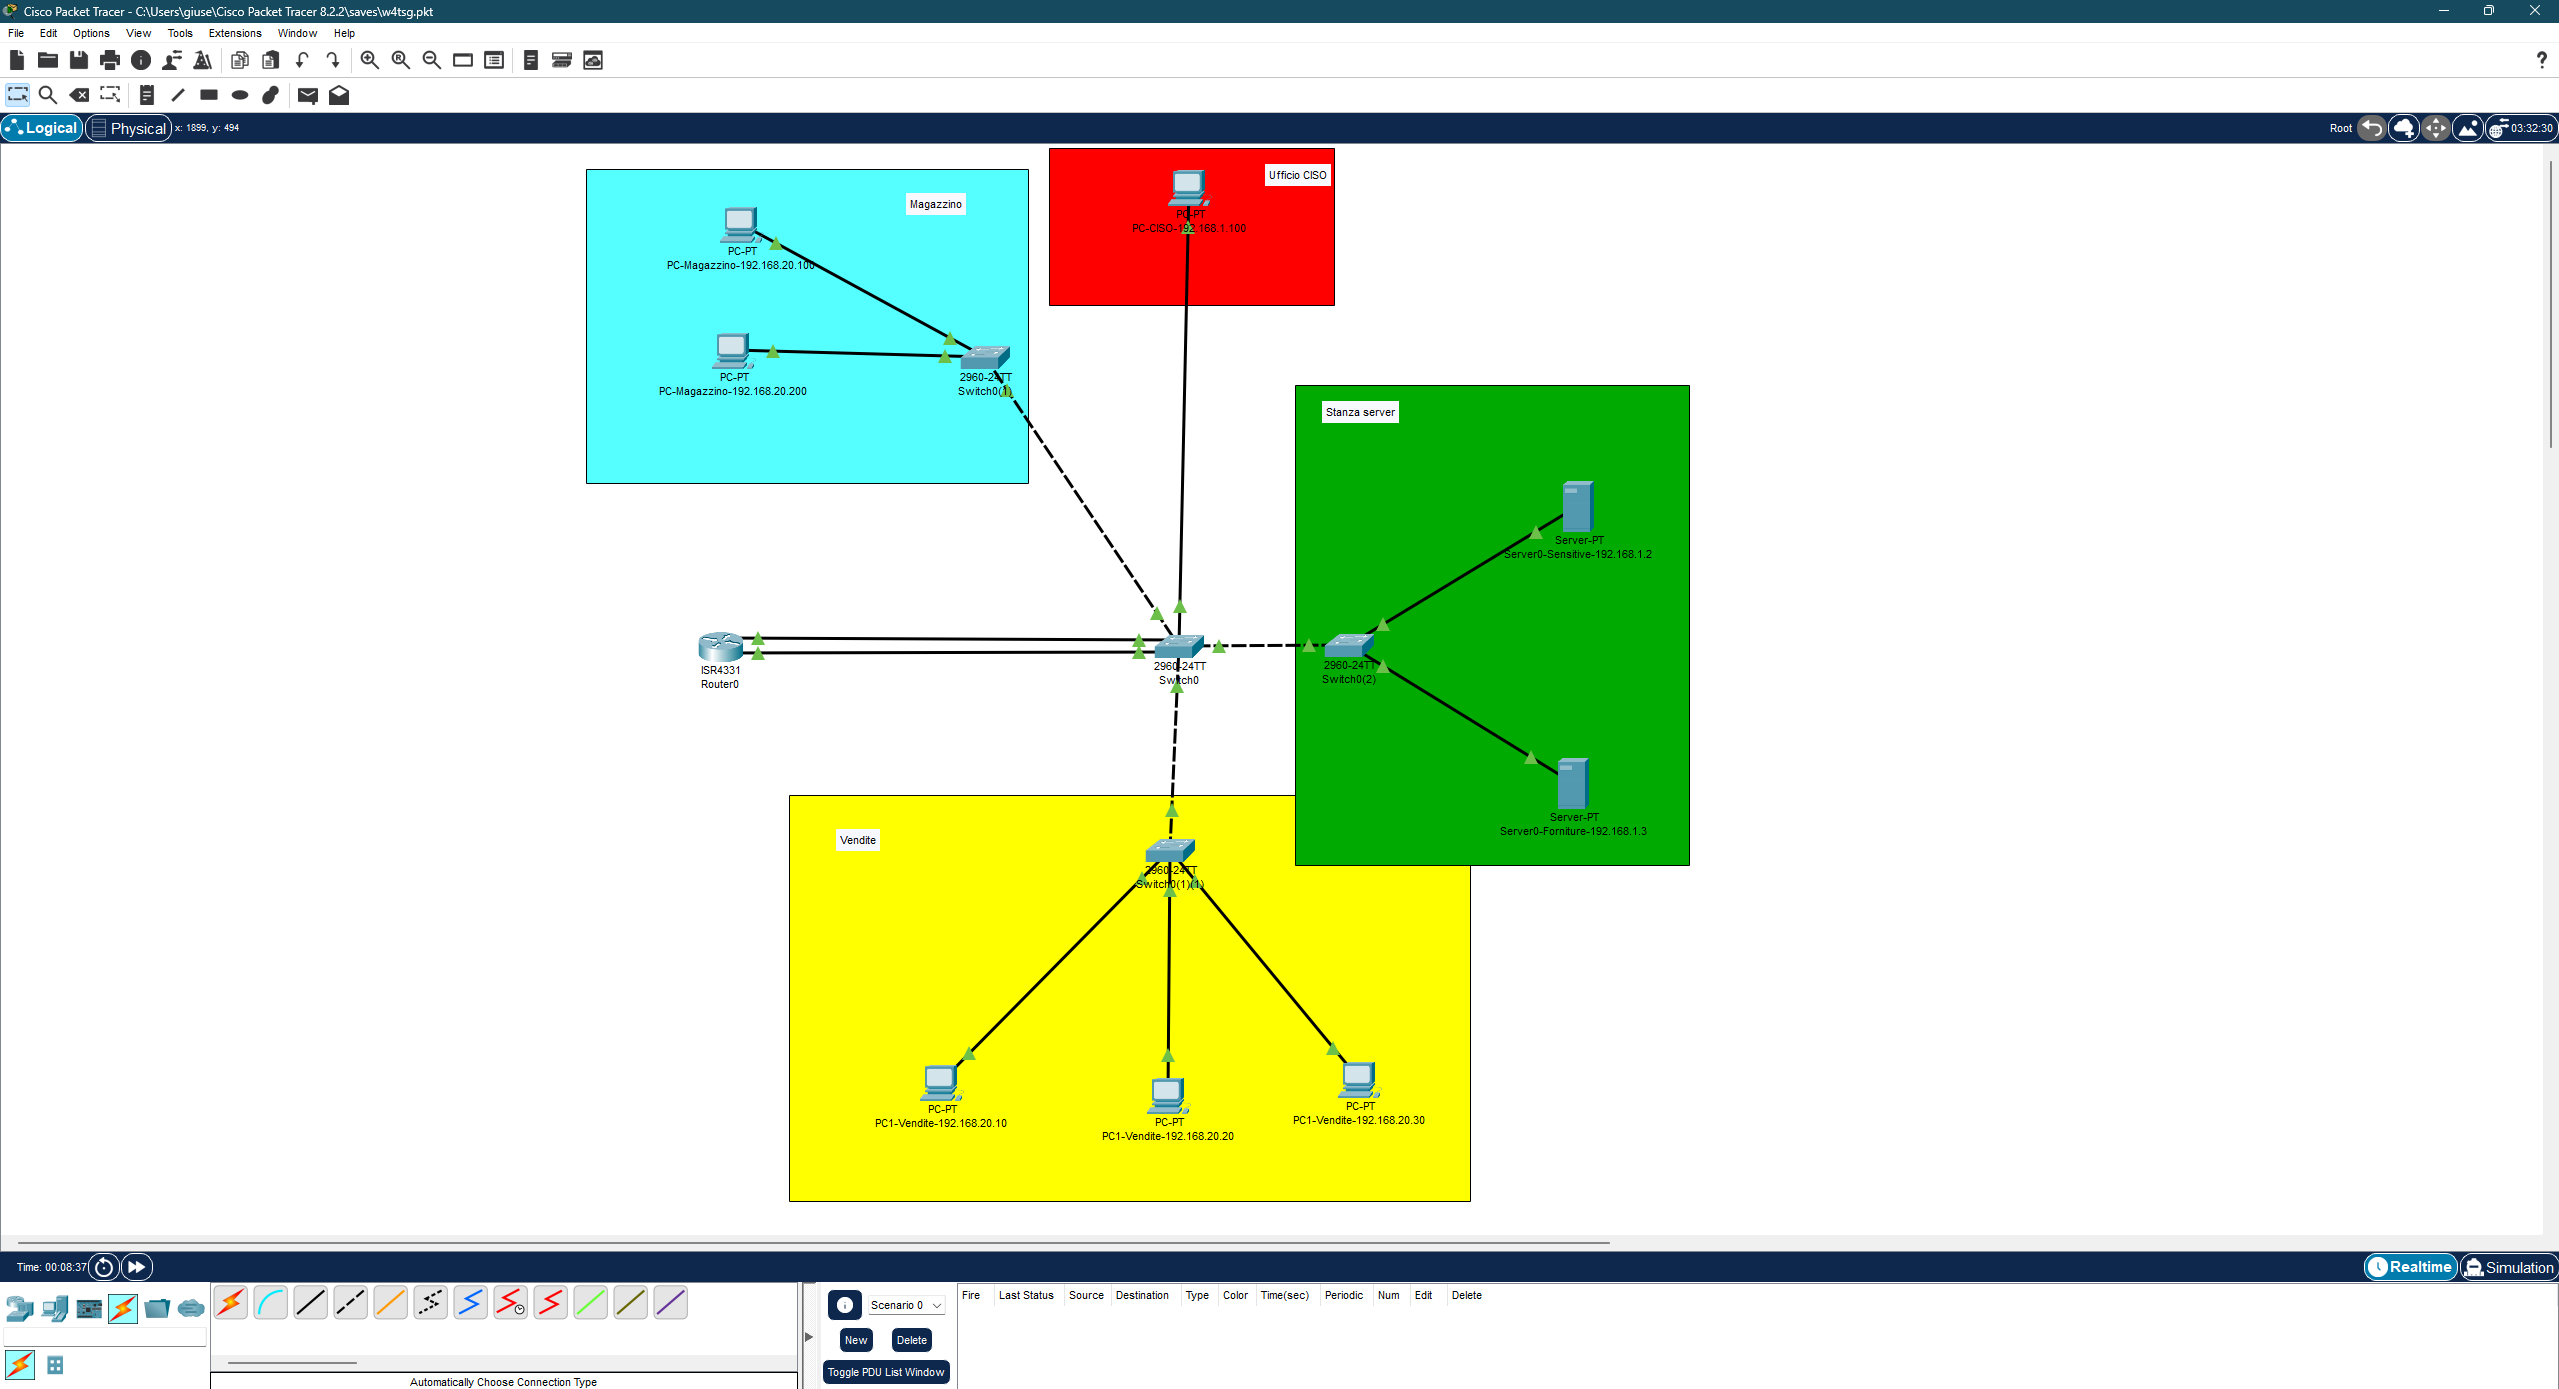 Cisco Packet Tracer - C:\Users\giuse\Cisco Packet Tracer 8.2.2\saves\w4tsg.pkt
File Edit Options View Tools Extensions Window Help
Logical Physical x: 1899, y: 494
Root 03:32:30
Magazzino
PC-PT
PC-Magazzino-192.168.20.100
PC-PT
PC-Magazzino-192.168.20.200
2960-24TT
Switch0(1)
Ufficio CISO
PC-PT
PC-CISO-192.168.1.100
Stanza server
Server-PT
Server0-Sensitive-192.168.1.2
ISR4331
Router0
2960-24TT
Switch0
2960-24TT
Switch0(2)
Server-PT
Server0-Forniture-192.168.1.3
Vendite
2960-24TT
Switch0(1)(1)
PC-PT
PC1-Vendite-192.168.20.10
PC-PT
PC1-Vendite-192.168.20.20
PC-PT
PC1-Vendite-192.168.20.30
Time: 00:08:37
Realtime Simulation
Scenario 0
New Delete
Toggle PDU List Window
Fire Last Status Source Destination Type Color Time(sec) Periodic Num Edit Delete
Automatically Choose Connection Type